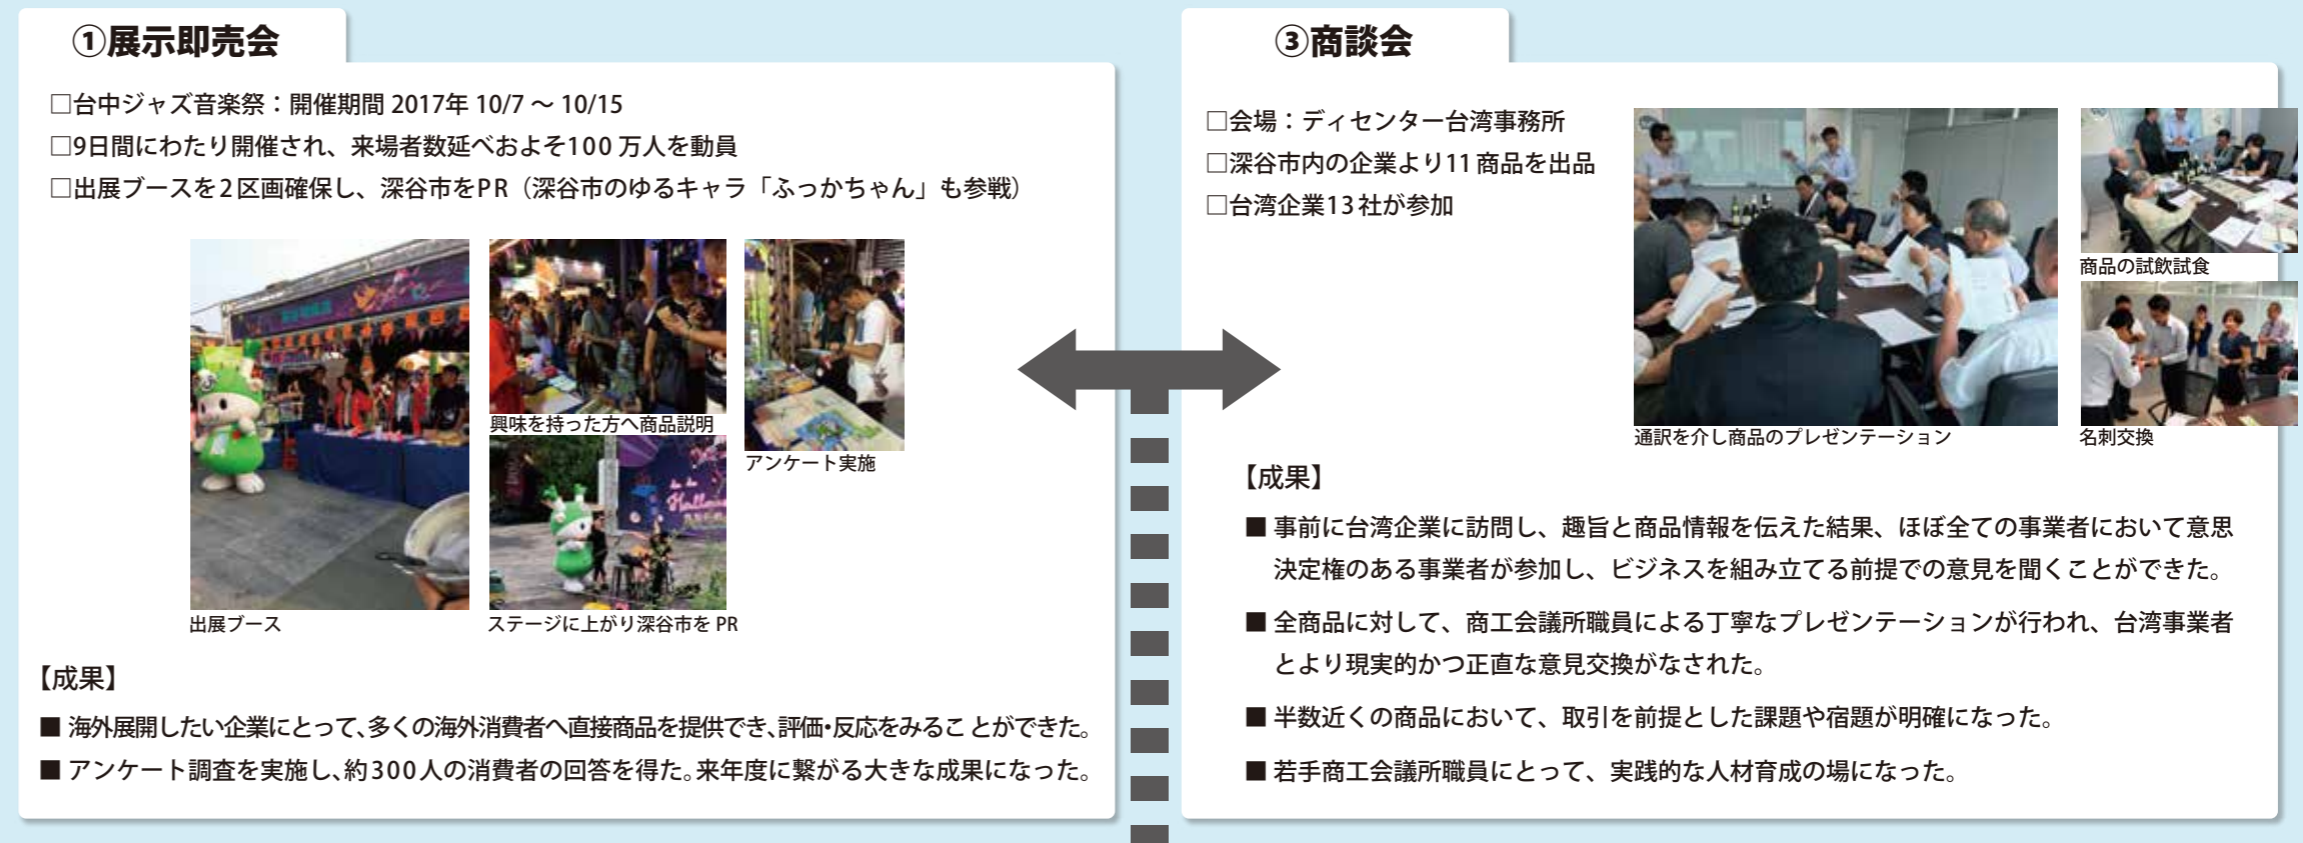 ①展示即売会
□台中ジャズ音楽祭：開催期間 2017年 10/7 ～ 10/15
□9日間にわたり開催され、来場者数延べおよそ100 万人を動員
□出展ブースを2区画確保し、深谷市をPR（深谷市のゆるキャラ「ふっかちゃん」も参戦）
興味を持った方へ商品説明
アンケート実施
出展ブース
ステージに上がり深谷市を PR
【成果】
■ 海外展開したい企業にとって、多くの海外消費者へ直接商品を提供でき、評価・反応をみることができた。
■ アンケート調査を実施し、約300人の消費者の回答を得た。来年度に繋がる大きな成果になった。
③商談会
□会場：ディセンター台湾事務所
□深谷市内の企業より11 商品を出品
□台湾企業13社が参加
商品の試飲試食
通訳を介し商品のプレゼンテーション
名刺交換
【成果】
■ 事前に台湾企業に訪問し、趣旨と商品情報を伝えた結果、ほぼ全ての事業者において意思
決定権のある事業者が参加し、ビジネスを組み立てる前提での意見を聞くことができた。
■ 全商品に対して、商工会議所職員による丁寧なプレゼンテーションが行われ、台湾事業者
とより現実的かつ正直な意見交換がなされた。
■ 半数近くの商品において、取引を前提とした課題や宿題が明確になった。
■ 若手商工会議所職員にとって、実践的な人材育成の場になった。